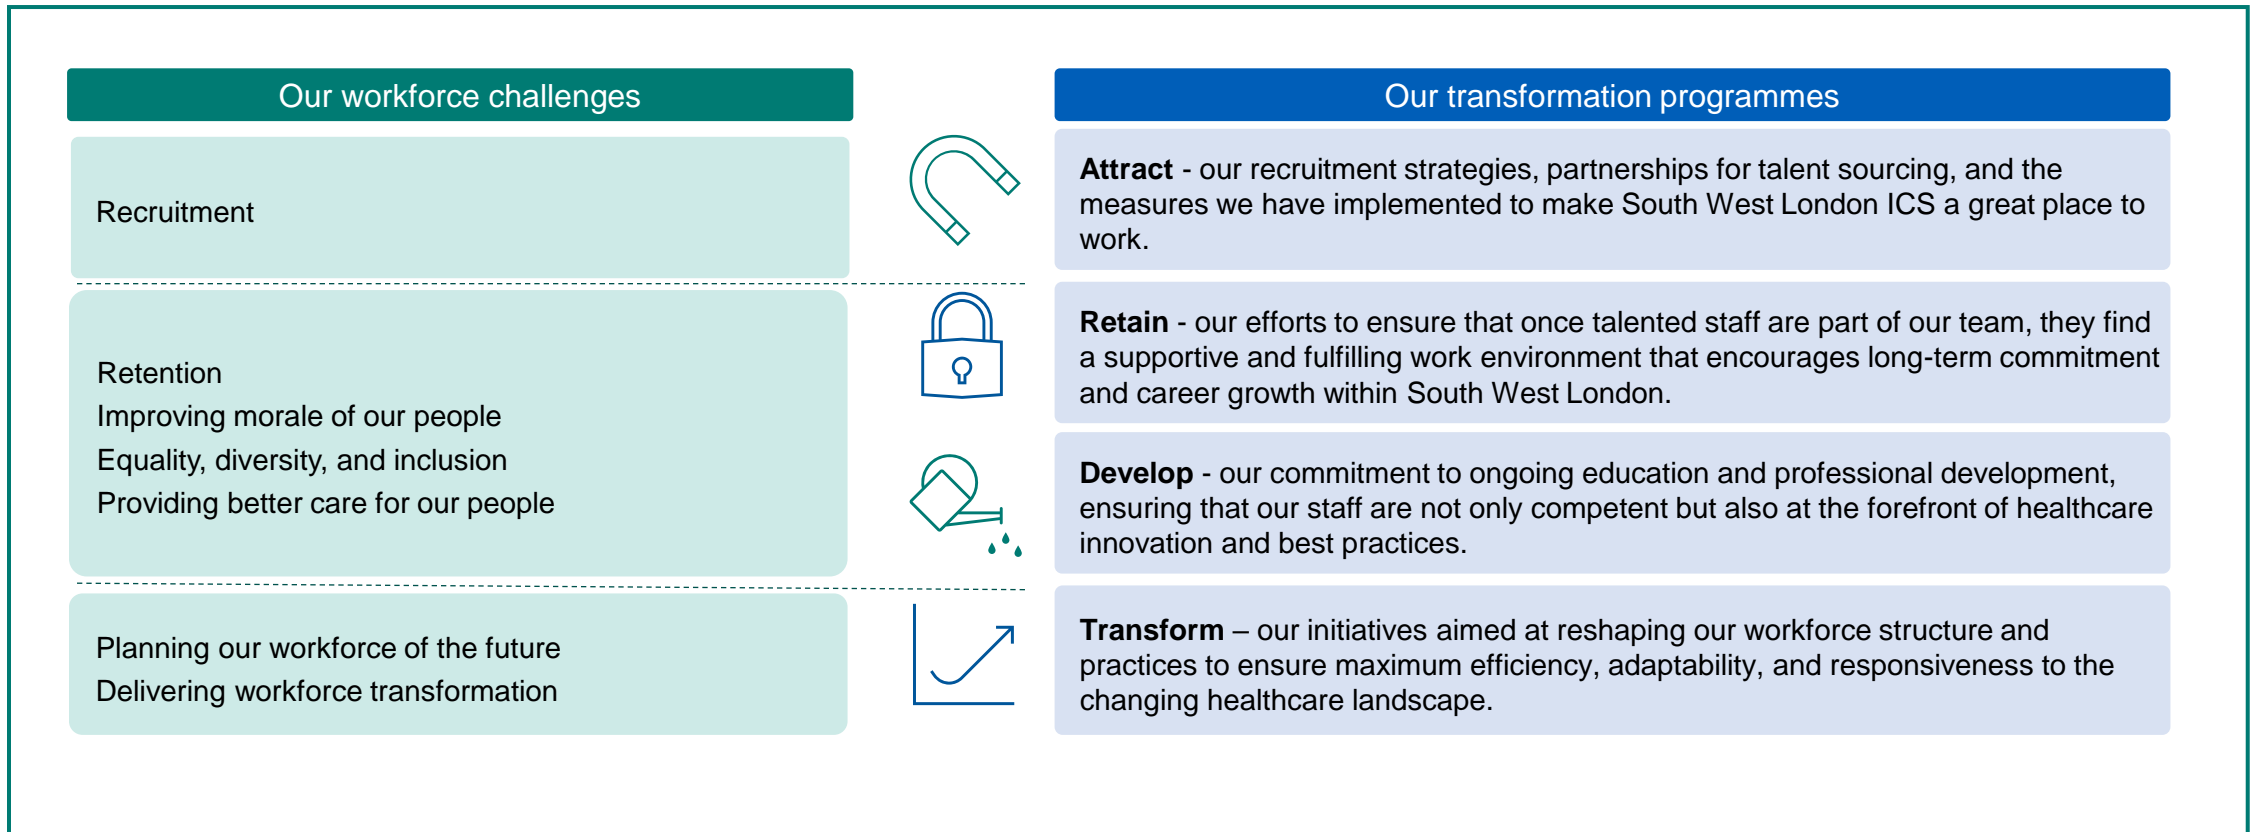 Our workforce challenges
Our transformation programmes
Recruitment
Attract - our recruitment strategies, partnerships for talent sourcing, and the
measures we have implemented to make South West London ICS a great place to
work.
Retention
Improving morale of our people
Equality, diversity, and inclusion
Providing better care for our people
Retain - our efforts to ensure that once talented staff are part of our team, they find
a supportive and fulfilling work environment that encourages long-term commitment
and career growth within South West London.
Develop - our commitment to ongoing education and professional development,
ensuring that our staff are not only competent but also at the forefront of healthcare
innovation and best practices.
Planning our workforce of the future
Delivering workforce transformation
Transform – our initiatives aimed at reshaping our workforce structure and
practices to ensure maximum efficiency, adaptability, and responsiveness to the
changing healthcare landscape.